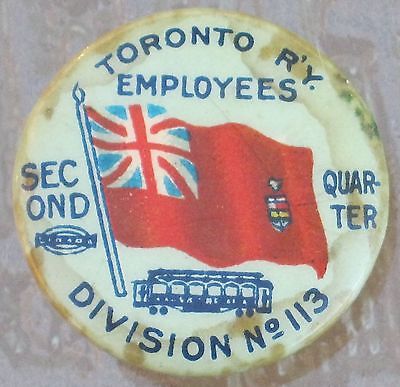 TORONTO R'Y.
EMPLOYEES
SEC
OND
QUAR-
TER
DIVISION No 113